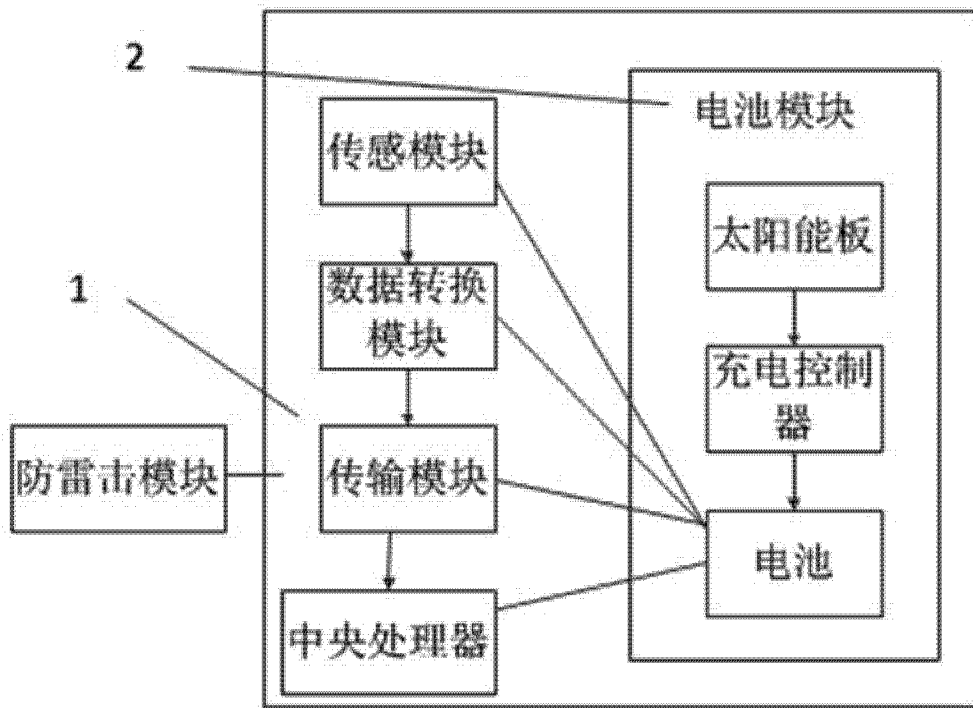 2
电池模块
传感模块
太阳能板
1
数据转换
模块
充电控制
器
防雷击模块
传输模块
电池
中央处理器